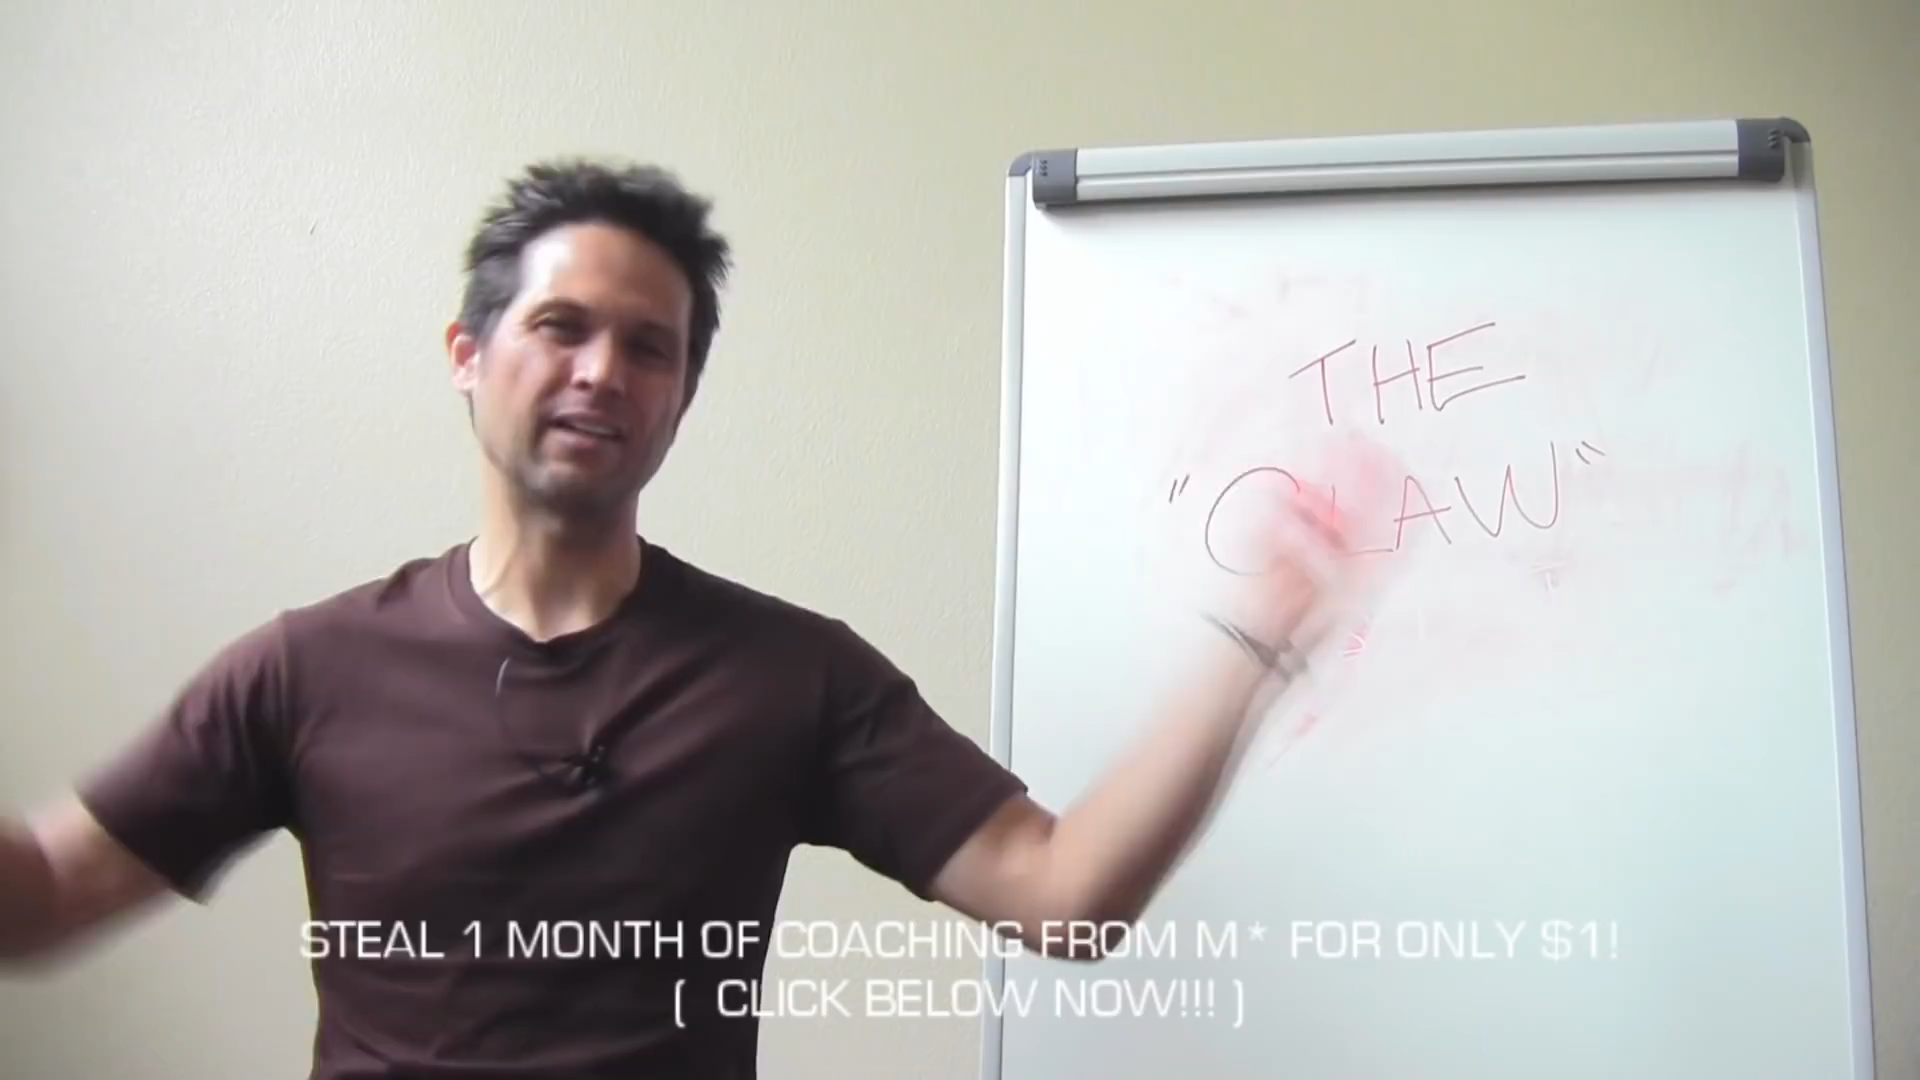 THE
"CLAW"
STEAL 1 MONTH OF COACHING FROM M* FOR ONLY $1!
( CLICK BELOW NOW!!! )